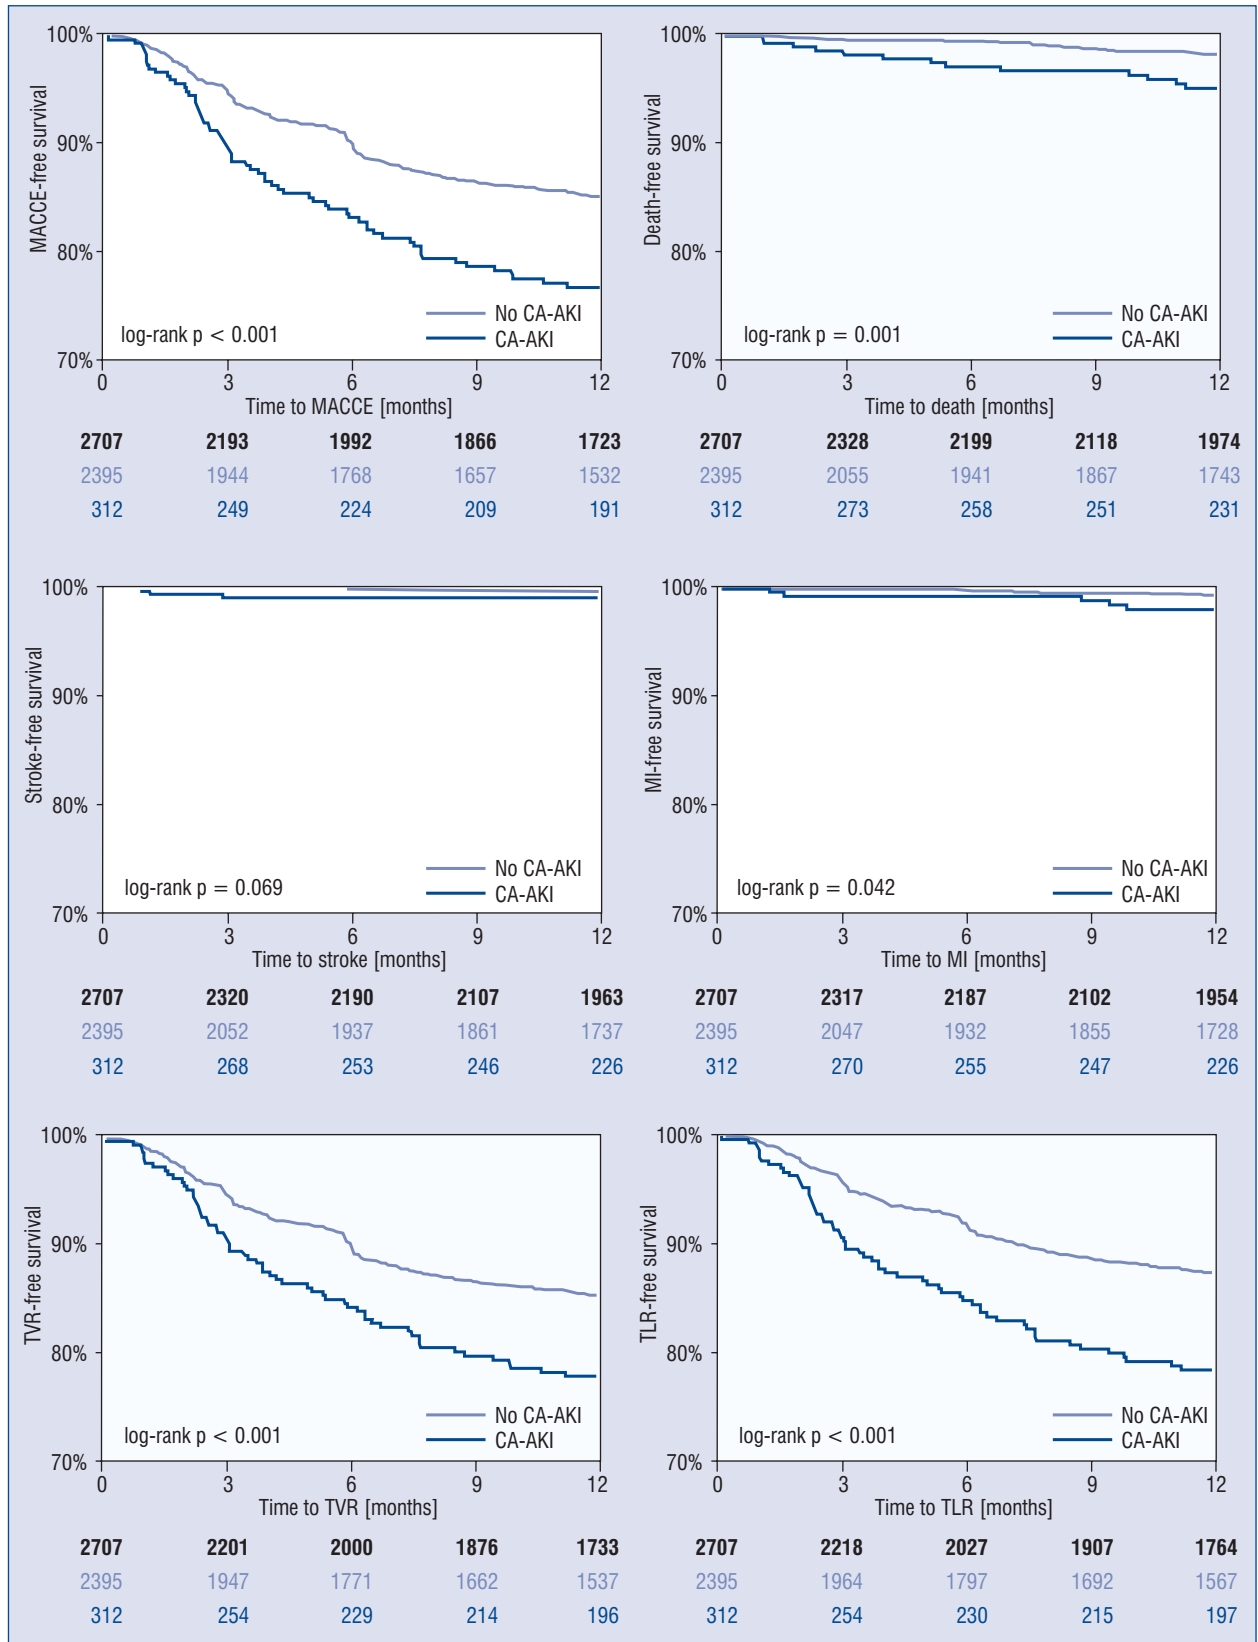 100%
90%
80%
70%
MACCE-free survival
log-rank p < 0.001
No CA-AKI
CA-AKI
0 3 6 9 12
Time to MACCE [months]
2707 2193 1992 1866 1723
2395 1944 1768 1657 1532
312 249 224 209 191
100%
90%
80%
70%
Death-free survival
log-rank p = 0.001
No CA-AKI
CA-AKI
0 3 6 9 12
Time to death [months]
2707 2328 2199 2118 1974
2395 2055 1941 1867 1743
312 273 258 251 231
100%
90%
80%
70%
Stroke-free survival
log-rank p = 0.069
No CA-AKI
CA-AKI
0 3 6 9 12
Time to stroke [months]
2707 2320 2190 2107 1963
2395 2052 1937 1861 1737
312 268 253 246 226
100%
90%
80%
70%
MI-free survival
log-rank p = 0.042
No CA-AKI
CA-AKI
0 3 6 9 12
Time to MI [months]
2707 2317 2187 2102 1954
2395 2047 1932 1855 1728
312 270 255 247 226
100%
90%
80%
70%
TVR-free survival
log-rank p < 0.001
No CA-AKI
CA-AKI
0 3 6 9 12
Time to TVR [months]
2707 2201 2000 1876 1733
2395 1947 1771 1662 1537
312 254 229 214 196
100%
90%
80%
70%
TLR-free survival
log-rank p < 0.001
No CA-AKI
CA-AKI
0 3 6 9 12
Time to TLR [months]
2707 2218 2027 1907 1764
2395 1964 1797 1692 1567
312 254 230 215 197